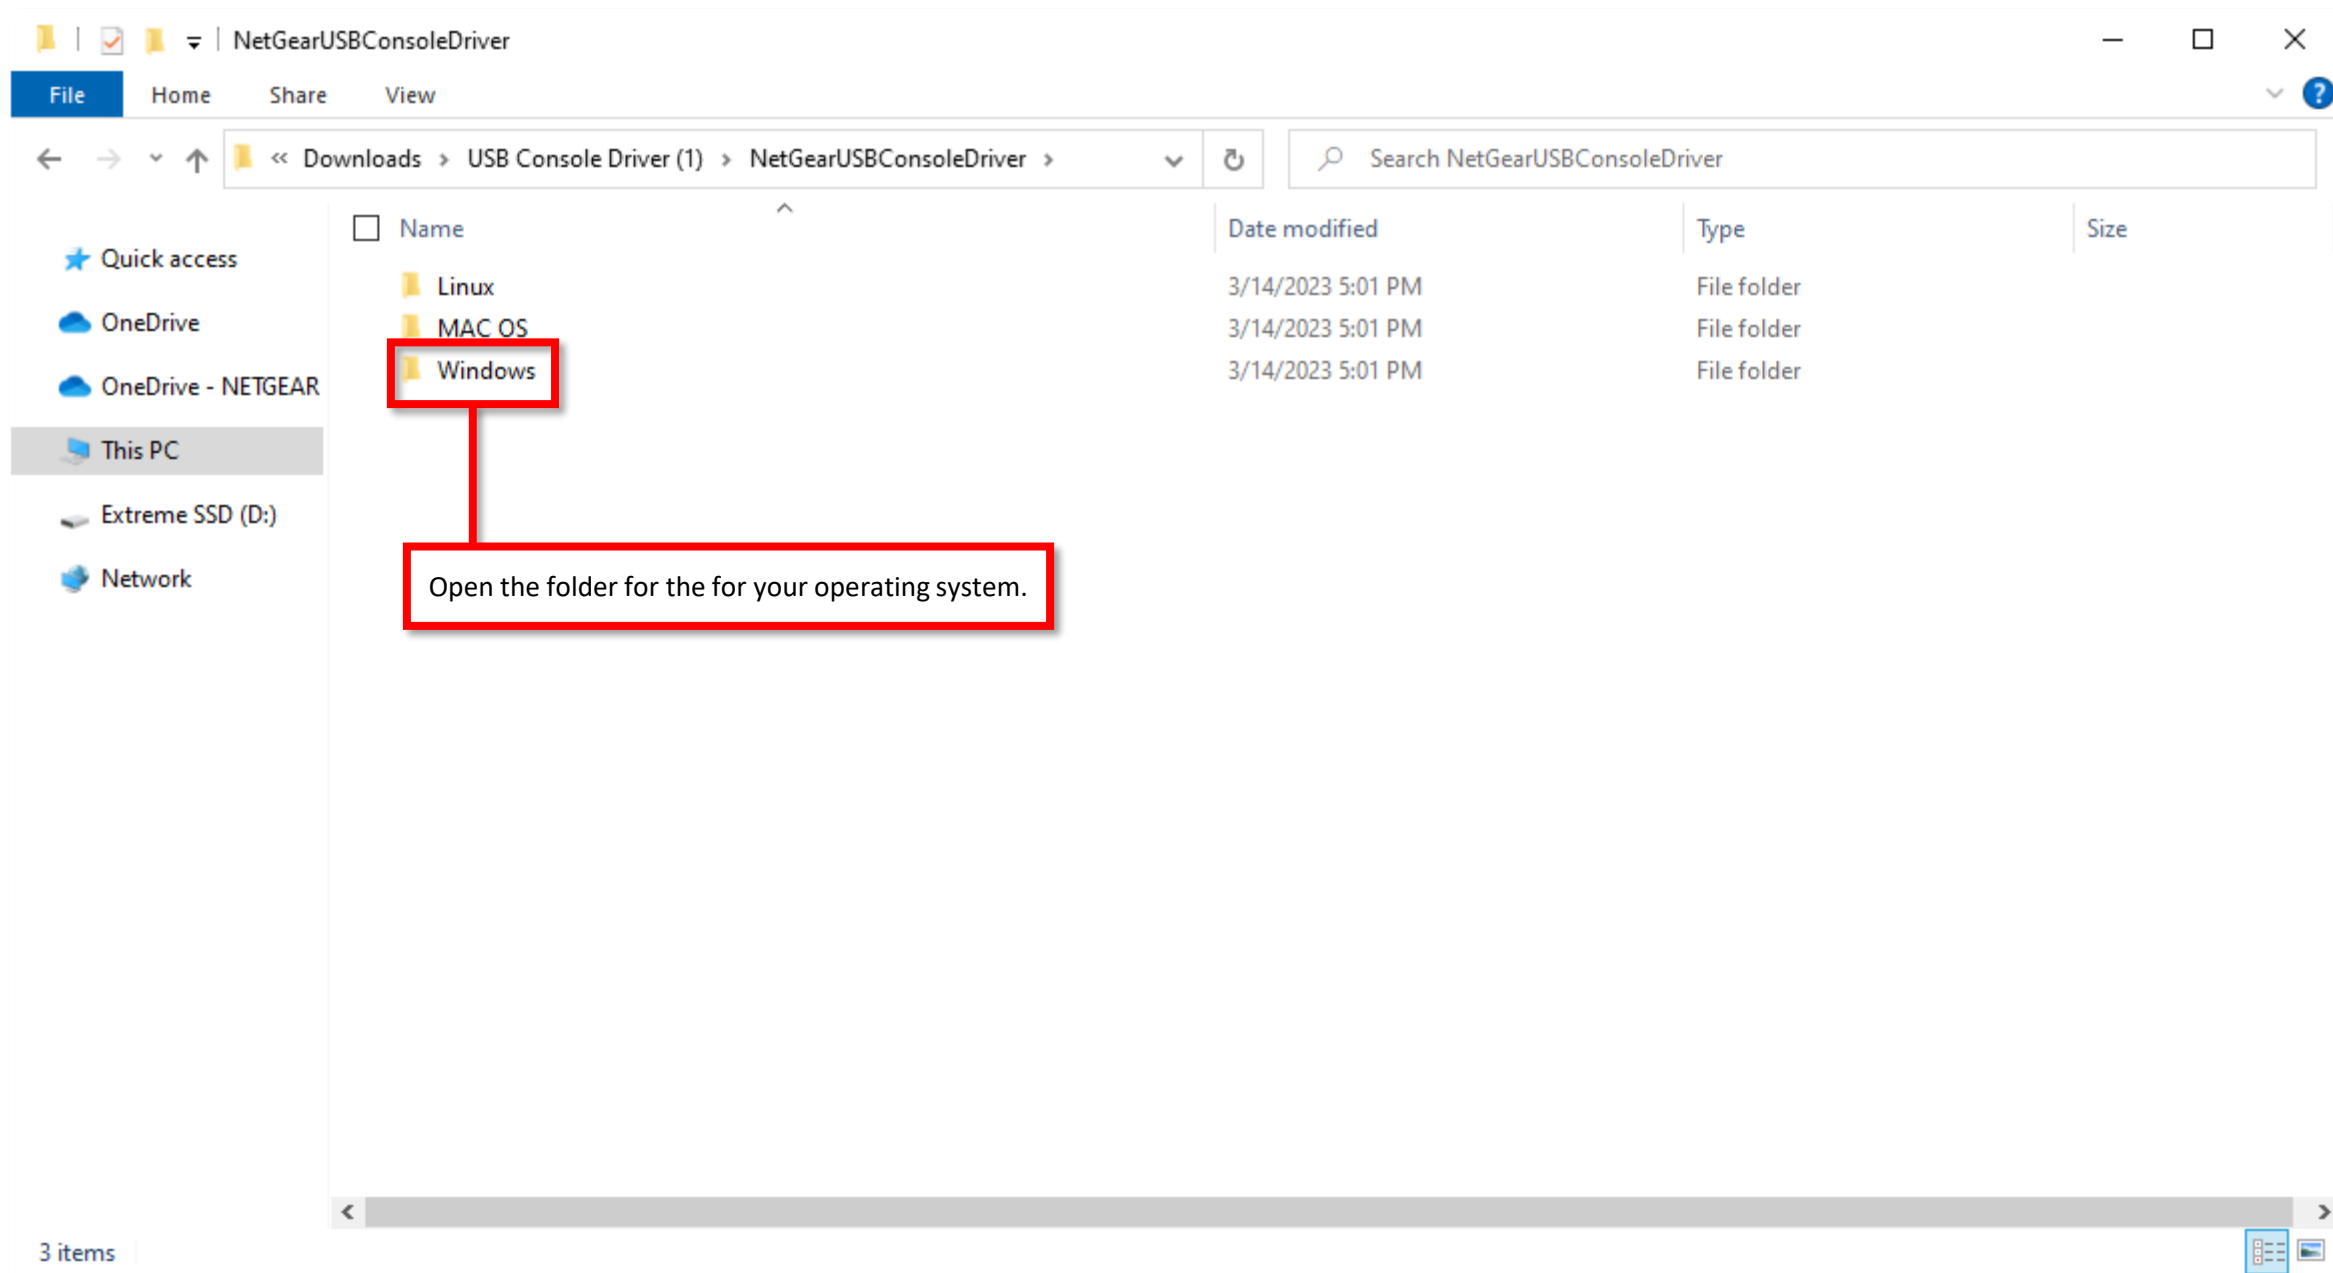 NetGearUSBConsoleDriver
File Home Share View
« Downloads > USB Console Driver (1) > NetGearUSBConsoleDriver >
Search NetGearUSBConsoleDriver
Name Date modified Type Size
Quick access
OneDrive
OneDrive - NETGEAR
This PC
Extreme SSD (D:)
Network
Linux 3/14/2023 5:01 PM File folder
MAC OS 3/14/2023 5:01 PM File folder
Windows 3/14/2023 5:01 PM File folder
Open the folder for the for your operating system.
3 items